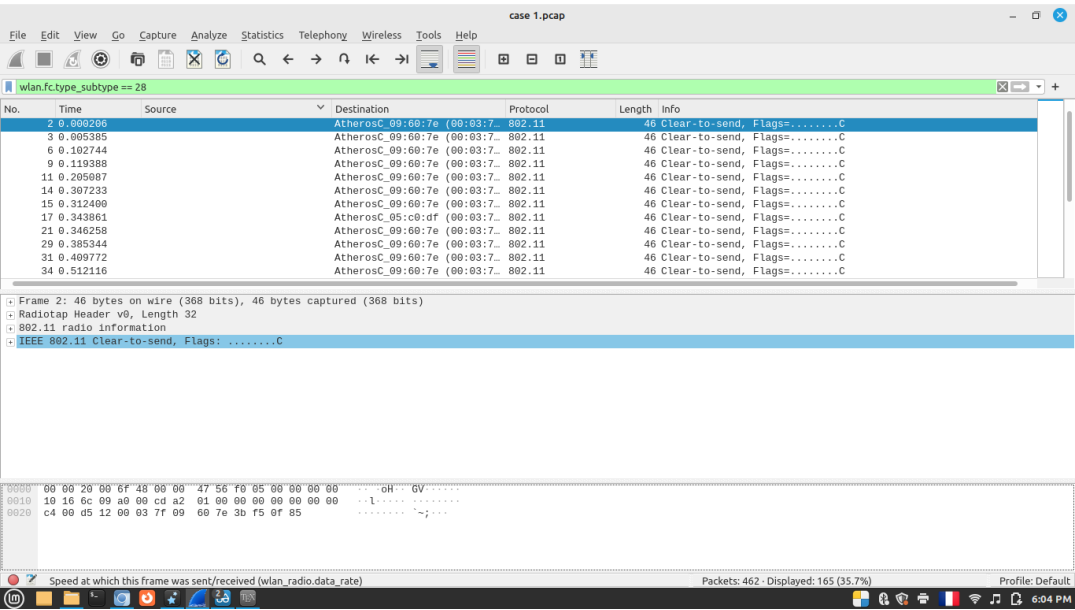 case 1.pcap
File Edit View Go Capture Analyze Statistics Telephony Wireless Tools Help
wlan.fc.type_subtype == 28
No. Time Source Destination Protocol Length Info
2 0.000206 AtherosC_09:60:7e (00:03:7… 802.11 46 Clear-to-send, Flags=........C
3 0.005385 AtherosC_09:60:7e (00:03:7… 802.11 46 Clear-to-send, Flags=........C
6 0.102744 AtherosC_09:60:7e (00:03:7… 802.11 46 Clear-to-send, Flags=........C
9 0.119388 AtherosC_09:60:7e (00:03:7… 802.11 46 Clear-to-send, Flags=........C
11 0.205087 AtherosC_09:60:7e (00:03:7… 802.11 46 Clear-to-send, Flags=........C
14 0.307233 AtherosC_09:60:7e (00:03:7… 802.11 46 Clear-to-send, Flags=........C
15 0.312400 AtherosC_09:60:7e (00:03:7… 802.11 46 Clear-to-send, Flags=........C
17 0.343861 AtherosC_05:c0:df (00:03:7… 802.11 46 Clear-to-send, Flags=........C
21 0.346258 AtherosC_09:60:7e (00:03:7… 802.11 46 Clear-to-send, Flags=........C
29 0.385344 AtherosC_09:60:7e (00:03:7… 802.11 46 Clear-to-send, Flags=........C
31 0.409772 AtherosC_09:60:7e (00:03:7… 802.11 46 Clear-to-send, Flags=........C
34 0.512116 AtherosC_09:60:7e (00:03:7… 802.11 46 Clear-to-send, Flags=........C
Frame 2: 46 bytes on wire (368 bits), 46 bytes captured (368 bits)
Radiotap Header v0, Length 32
802.11 radio information
IEEE 802.11 Clear-to-send, Flags: ........C
0000 00 00 20 00 6f 48 00 00 47 56 f0 05 00 00 00 00 ·· ·oH·· GV······
0010 10 16 6c 09 a0 00 cd a2 01 00 00 00 00 00 00 00 ··l····· ········
0020 c4 00 d5 12 00 03 7f 09 60 7e 3b f5 0f 85 ········ `~;···
Speed at which this frame was sent/received (wlan_radio.data_rate) Packets: 462 · Displayed: 165 (35.7%) Profile: Default
6:04 PM